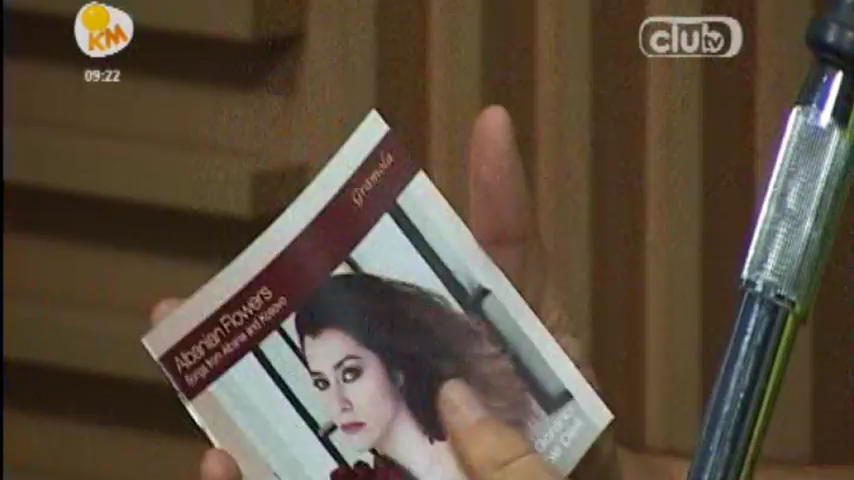 KM
09:22
club tv
Gramola
Albanian Flowers
Songs from Albania and Kosovo